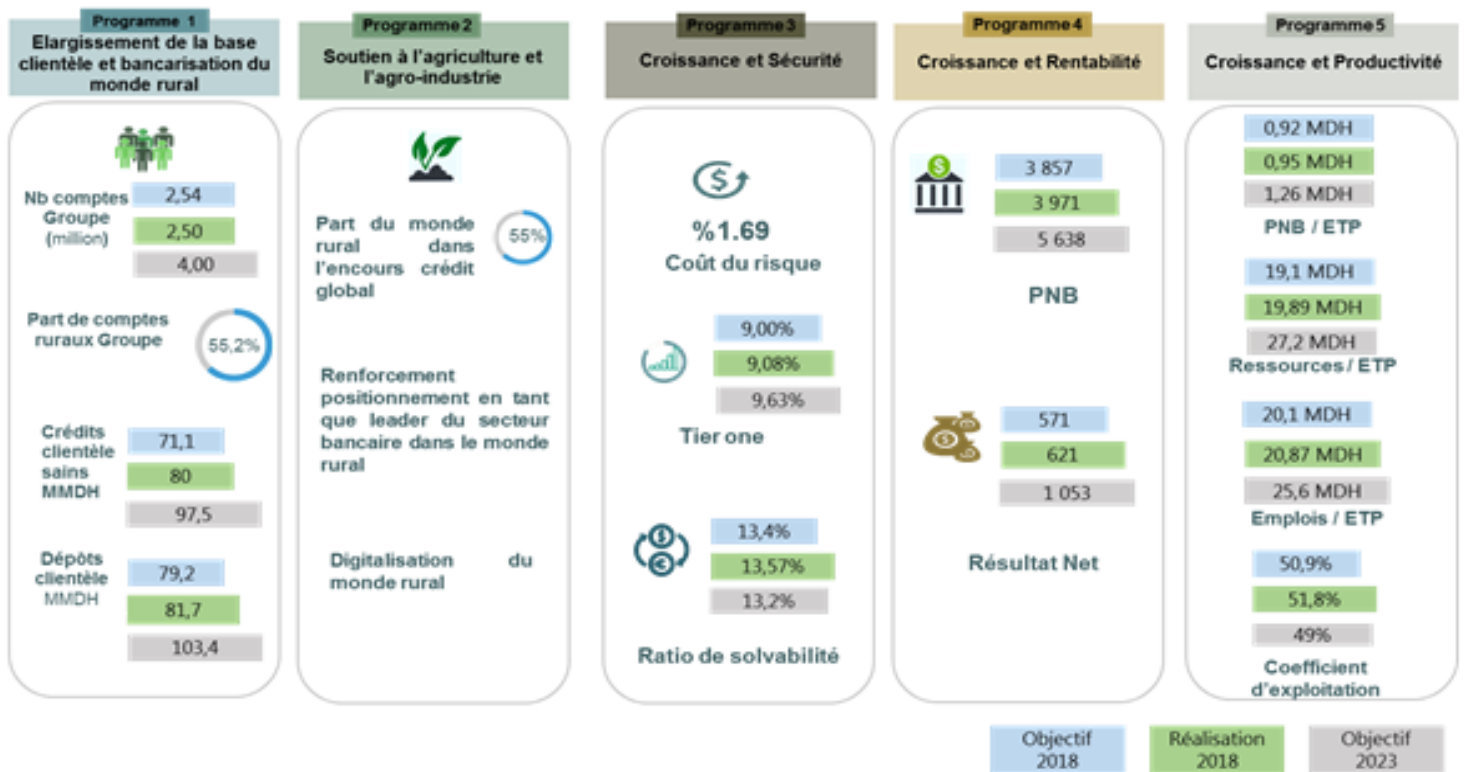 Programme 1
Elargissement de la base
clientèle et bancarisation du
monde rural
Nb comptes
Groupe
(million)
2,54
2,50
4,00
Part de comptes
ruraux Groupe
55,2%
Crédits
clientèle
sains
MMDH
71,1
80
97,5
Dépôts
clientèle
MMDH
79,2
81,7
103,4
Programme 2
Soutien à l'agriculture et
l'agro-industrie
Part du monde
rural dans
l'encours crédit
global
55%
Renforcement
positionnement en tant
que leader du secteur
bancaire dans le monde
rural
Digitalisation du
monde rural
Programme 3
Croissance et Sécurité
%1.69
Coût du risque
9,00%
9,08%
9,63%
Tier one
13,4%
13,57%
13,2%
Ratio de solvabilité
Programme 4
Croissance et Rentabilité
3 857
3 971
5 638
PNB
571
621
1 053
Résultat Net
Programme 5
Croissance et Productivité
0,92 MDH
0,95 MDH
1,26 MDH
PNB / ETP
19,1 MDH
19,89 MDH
27,2 MDH
Ressources / ETP
20,1 MDH
20,87 MDH
25,6 MDH
Emplois / ETP
50,9%
51,8%
49%
Coefficient
d'exploitation
Objectif
2018
Réalisation
2018
Objectif
2023